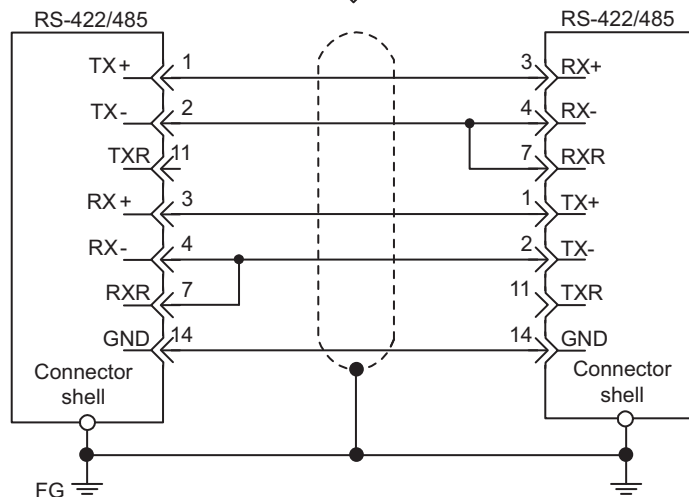 RS-422/485
RS-422/485
TX+ 1 3 RX+
TX- 2 4 RX-
TXR 11 7 RXR
RX+ 3 1 TX+
RX- 4 2 TX-
RXR 7 11 TXR
GND 14 14 GND
Connector
shell
Connector
shell
FG